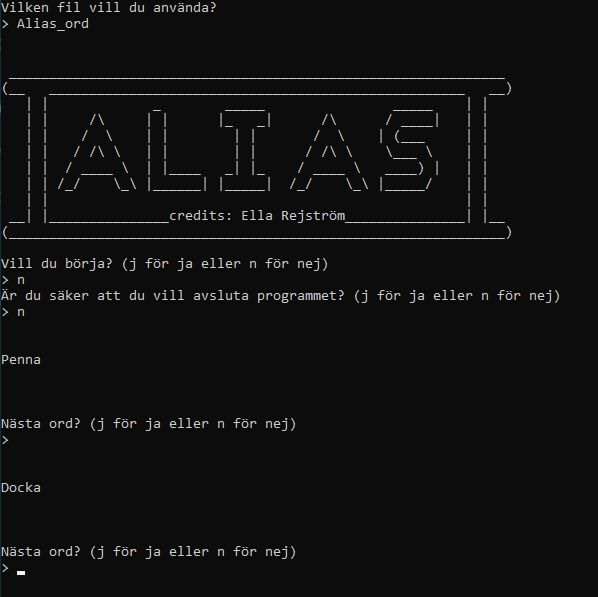 Vilken fil vill du använda?
> Alias_ord
ALIAS
credits: Ella Rejström
Vill du börja? (j för ja eller n för nej)
> n
Är du säker att du vill avsluta programmet? (j för ja eller n för nej)
> n
Penna
Nästa ord? (j för ja eller n för nej)
>
Docka
Nästa ord? (j för ja eller n för nej)
>